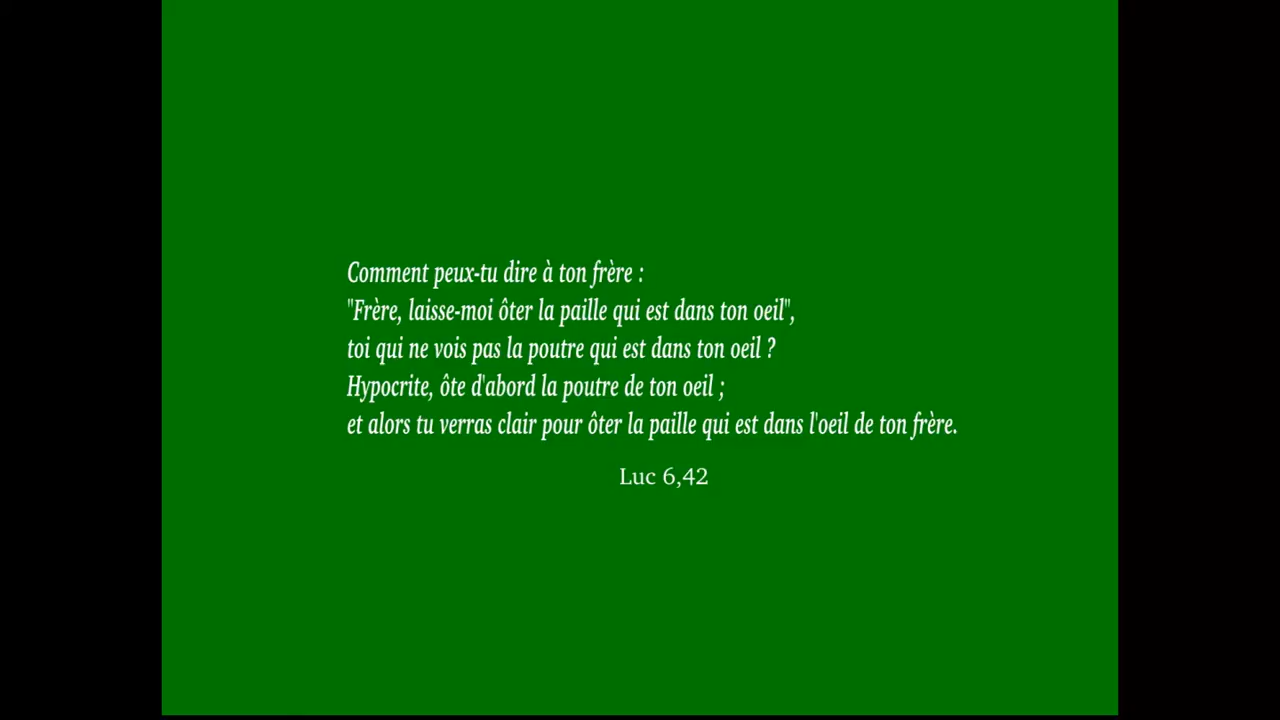 Comment peux-tu dire à ton frère :
"Frère, laisse-moi ôter la paille qui est dans ton oeil",
toi qui ne vois pas la poutre qui est dans ton oeil ?
Hypocrite, ôte d'abord la poutre de ton oeil ;
et alors tu verras clair pour ôter la paille qui est dans l'oeil de ton frère.
Luc 6,42